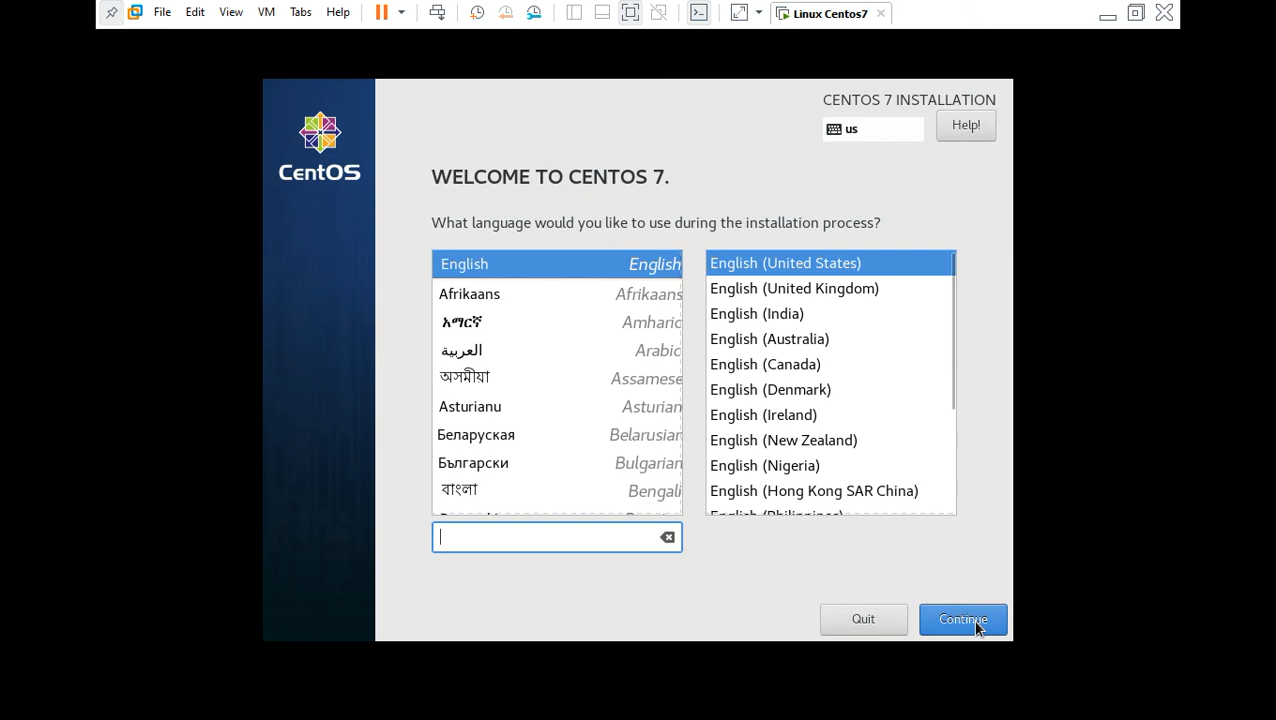 File Edit View VM Tabs Help Linux Centos7
CentOS
CENTOS 7 INSTALLATION
us Help!
WELCOME TO CENTOS 7.
What language would you like to use during the installation process?
English English
Afrikaans Afrikaans
አማርኛ Amharic
العربية Arabic
অসমীয়া Assamese
Asturianu Asturian
Беларуская Belarusian
Български Bulgarian
বাংলা Bengali
English (United States)
English (United Kingdom)
English (India)
English (Australia)
English (Canada)
English (Denmark)
English (Ireland)
English (New Zealand)
English (Nigeria)
English (Hong Kong SAR China)
English (Philippines)
Quit Continue